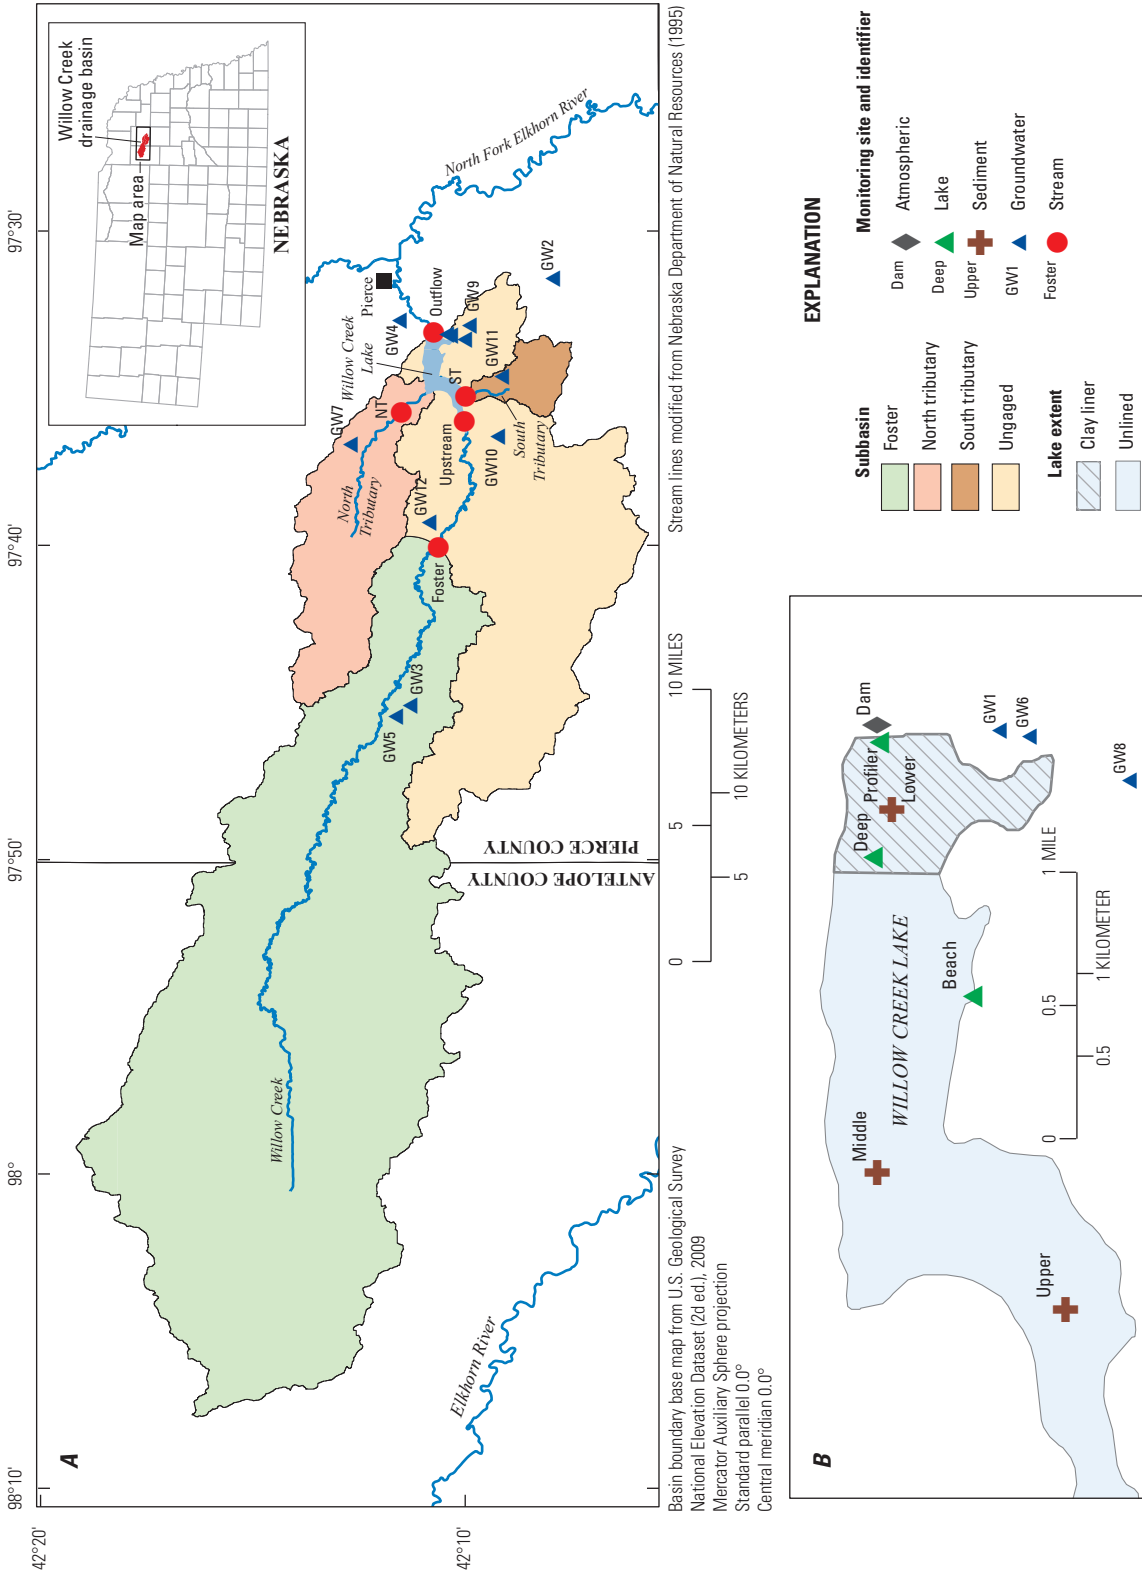 98°10'
98°
97°50'
97°40'
97°30'
42°20'
42°10'
A
Willow Creek
drainage basin
Map area
NEBRASKA
Willow Creek
Elkhorn River
North Fork Elkhorn River
ANTELOPE COUNTY
PIERCE COUNTY
GW5
GW3
Foster
GW12
North
Tributary
GW7
NT
Willow Creek
Lake
GW4
Pierce
Outflow
GW9
GW11
ST
Upstream
GW10
South
Tributary
GW2
Basin boundary base map from U.S. Geological Survey
National Elevation Dataset (2d ed.), 2009
Mercator Auxiliary Sphere projection
Standard parallel 0.0°
Central meridian 0.0°
0
5
10 MILES
5
10 KILOMETERS
Stream lines modified from Nebraska Department of Natural Resources (1995)
B
Upper
Middle
WILLOW CREEK LAKE
Beach
Deep
Profiler
Lower
Dam
GW1
GW6
GW8
0
0.5
1 MILE
0.5
1 KILOMETER
EXPLANATION
Subbasin
Foster
North tributary
South tributary
Ungaged
Lake extent
Clay liner
Unlined
Monitoring site and identifier
Dam Atmospheric
Deep Lake
Upper Sediment
GW1 Groundwater
Foster Stream